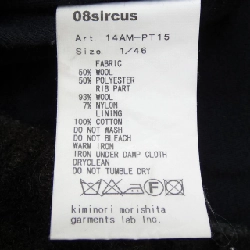 08sircus
Art: 14AM-PT15
Size : 1/46
FABRIC
60% WOOL
50% POLYESTER
RIB PART
93% WOOL
7% NYLON
LINING
100% COTTON
DO NOT WASH
DO NOT BLEACH
WARM IRON
IRON UNDER DAMP CLOTH
DRYCLEAN
DO NOT TUMBLE DRY
F
kiminori morishita
garments lab inc.